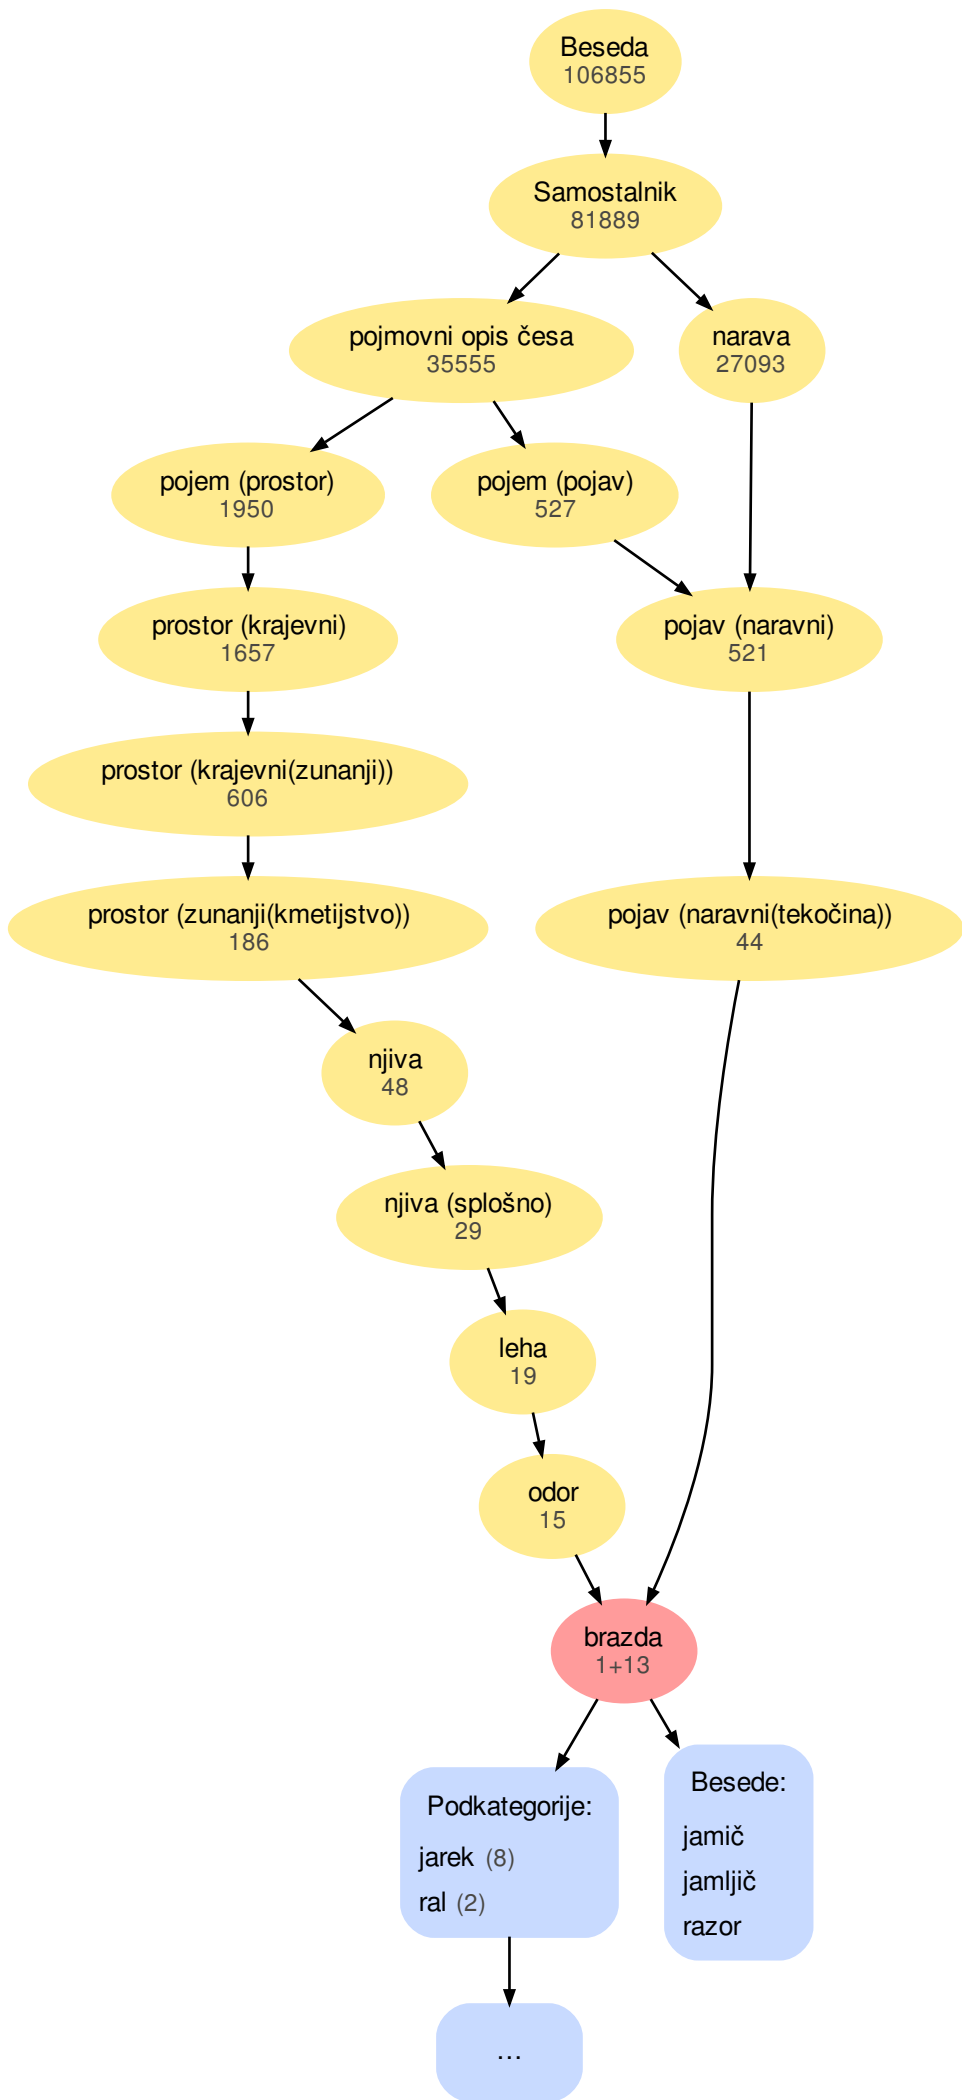 Beseda
106855
Samostalnik
81889
pojmovni opis česa
35555
narava
27093
pojem (prostor)
1950
pojem (pojav)
527
prostor (krajevni)
1657
pojav (naravni)
521
prostor (krajevni(zunanji))
606
prostor (zunanji(kmetijstvo))
186
pojav (naravni(tekočina))
44
njiva
48
njiva (splošno)
29
leha
19
odor
15
brazda
1+13
Podkategorije:
jarek (8)
ral (2)
Besede:
jamič
jamljič
razor
...